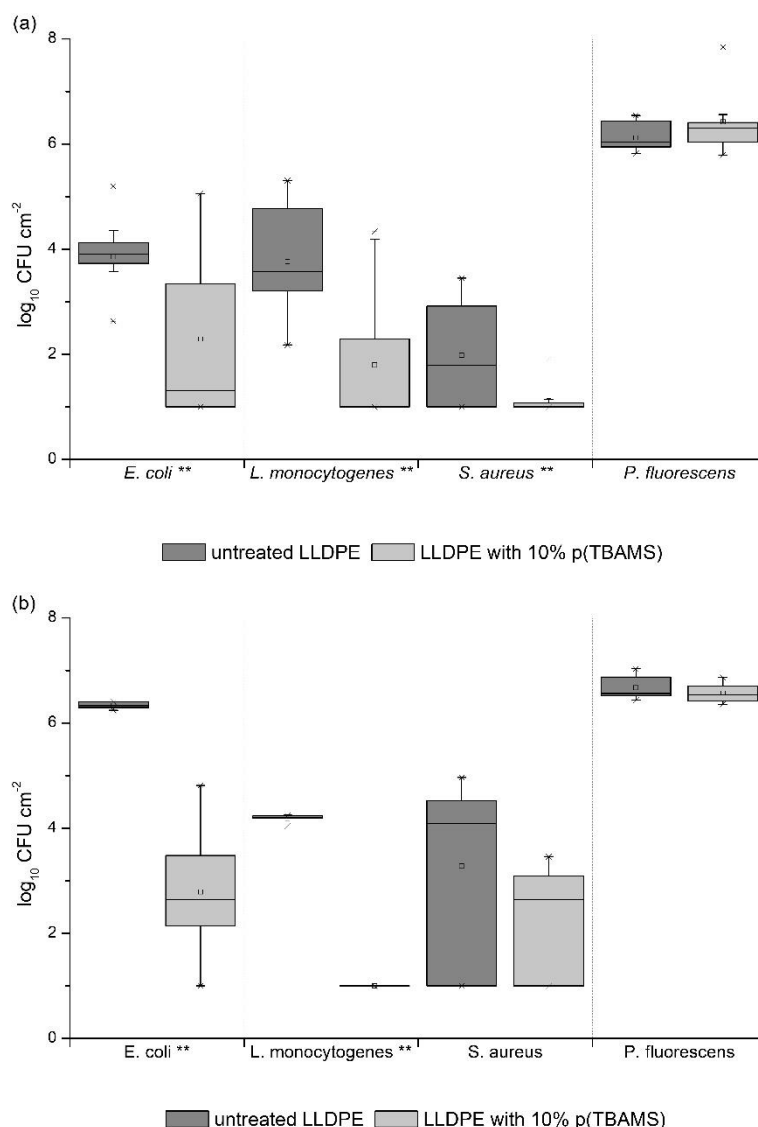 (a)
8
6
4
2
0
log₁₀ CFU cm⁻²
E. coli ** L. monocytogenes ** S. aureus ** P. fluorescens
untreated LLDPE LLDPE with 10% p(TBAMS)
(b)
8
6
4
2
0
log₁₀ CFU cm⁻²
E. coli ** L. monocytogenes ** S. aureus P. fluorescens
untreated LLDPE LLDPE with 10% p(TBAMS)